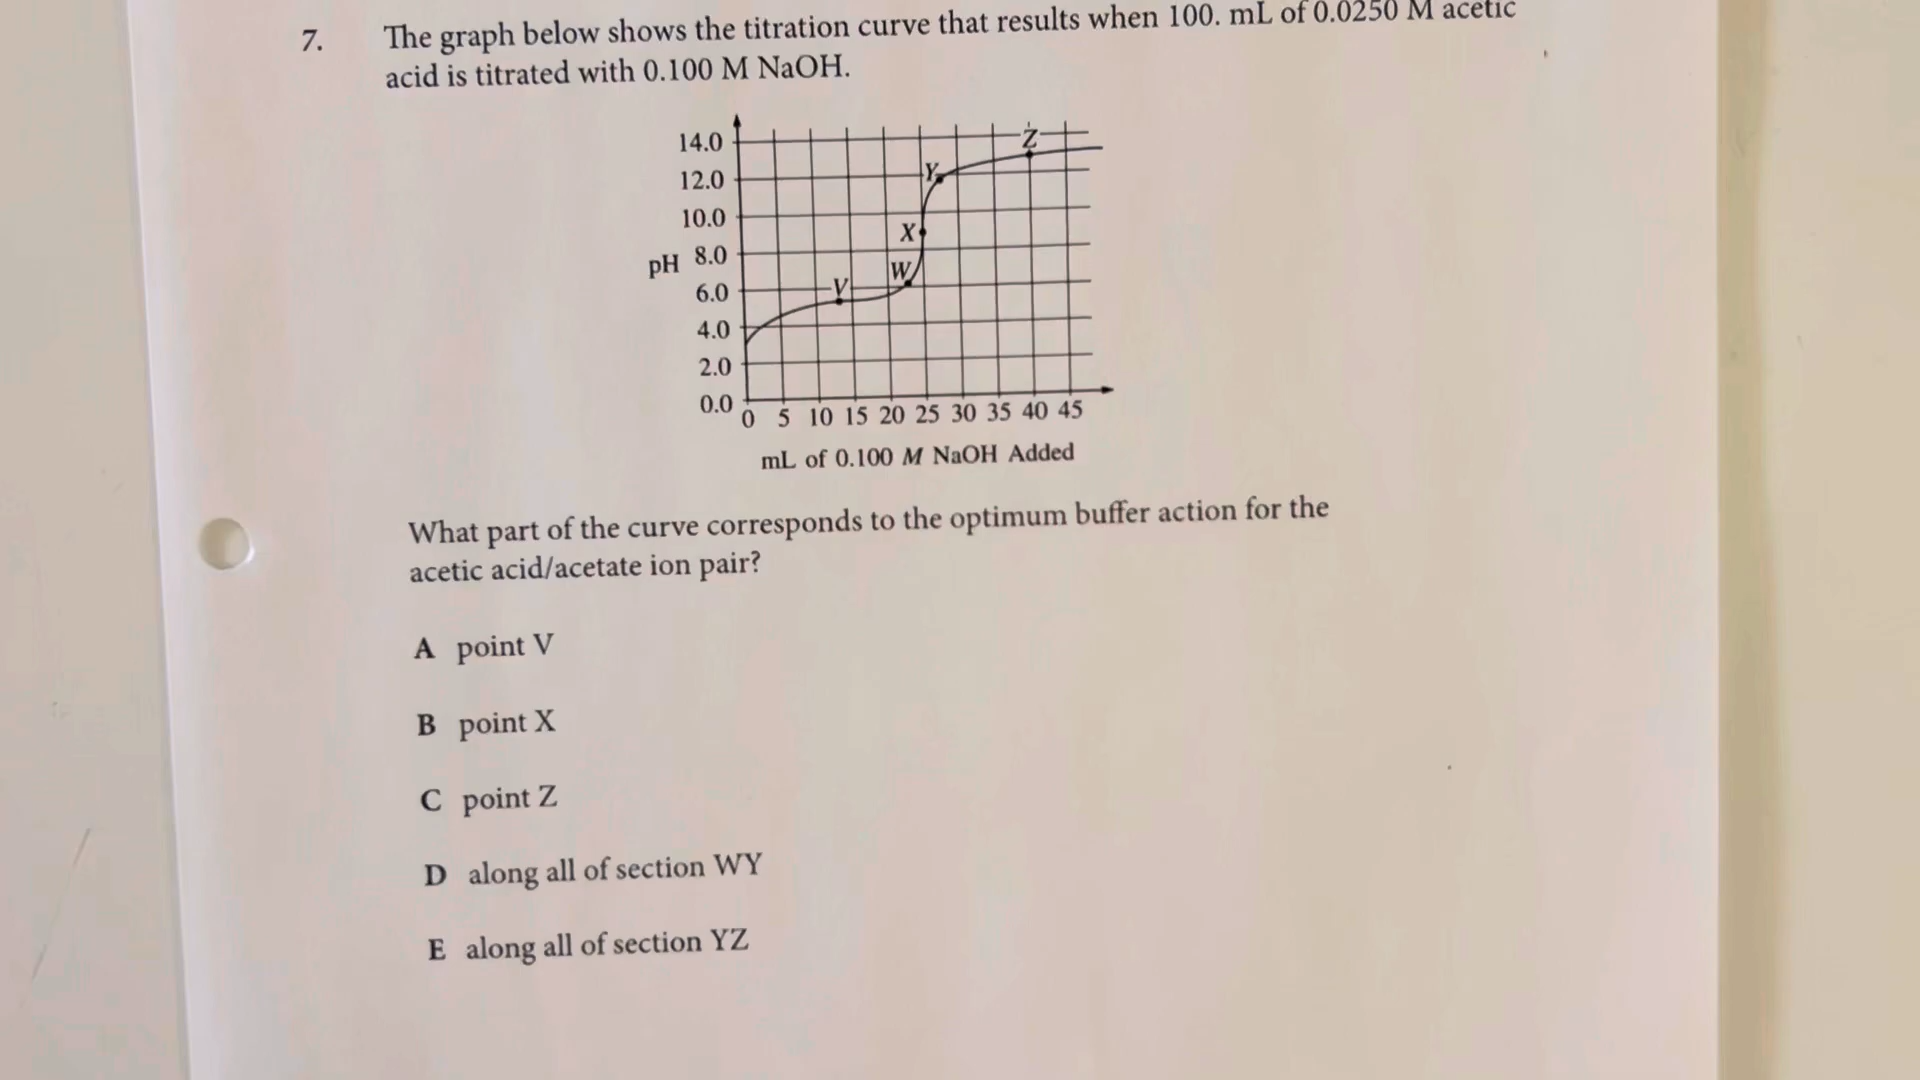 7. The graph below shows the titration curve that results when 100. mL of 0.0250 M acetic
acid is titrated with 0.100 M NaOH.
14.0
12.0
10.0
8.0
6.0
4.0
2.0
0.0
pH
V
W
X
Y
Z
0 5 10 15 20 25 30 35 40 45
mL of 0.100 M NaOH Added
What part of the curve corresponds to the optimum buffer action for the
acetic acid/acetate ion pair?
A point V
B point X
C point Z
D along all of section WY
E along all of section YZ